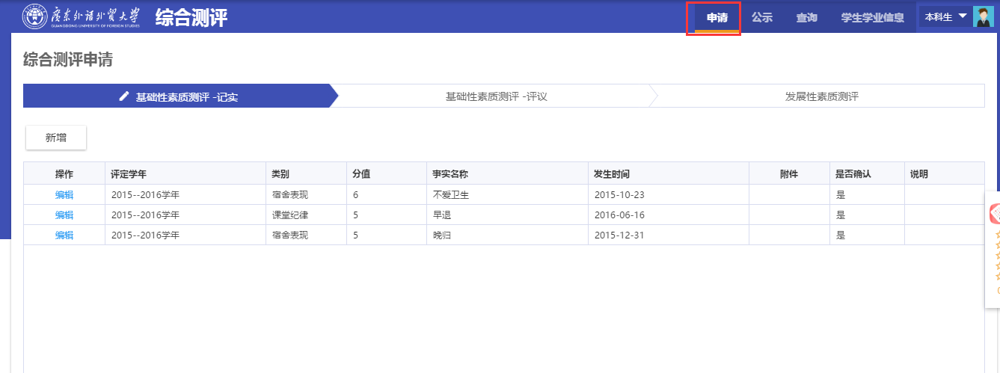 廣东外语外贸大学
GUANGDONG UNIVERSITY OF FOREIGN STUDIES
综合测评
申请 公示 查询 学生学业信息 本科生
综合测评申请
基础性素质测评 -记实 基础性素质测评 -评议 发展性素质测评
新增
操作 评定学年 类别 分值 事实名称 发生时间 附件 是否确认 说明
编辑 2015--2016学年 宿舍表现 6 不爱卫生 2015-10-23 是
编辑 2015--2016学年 课堂纪律 5 早退 2016-06-16 是
编辑 2015--2016学年 宿舍表现 5 晚归 2015-12-31 是